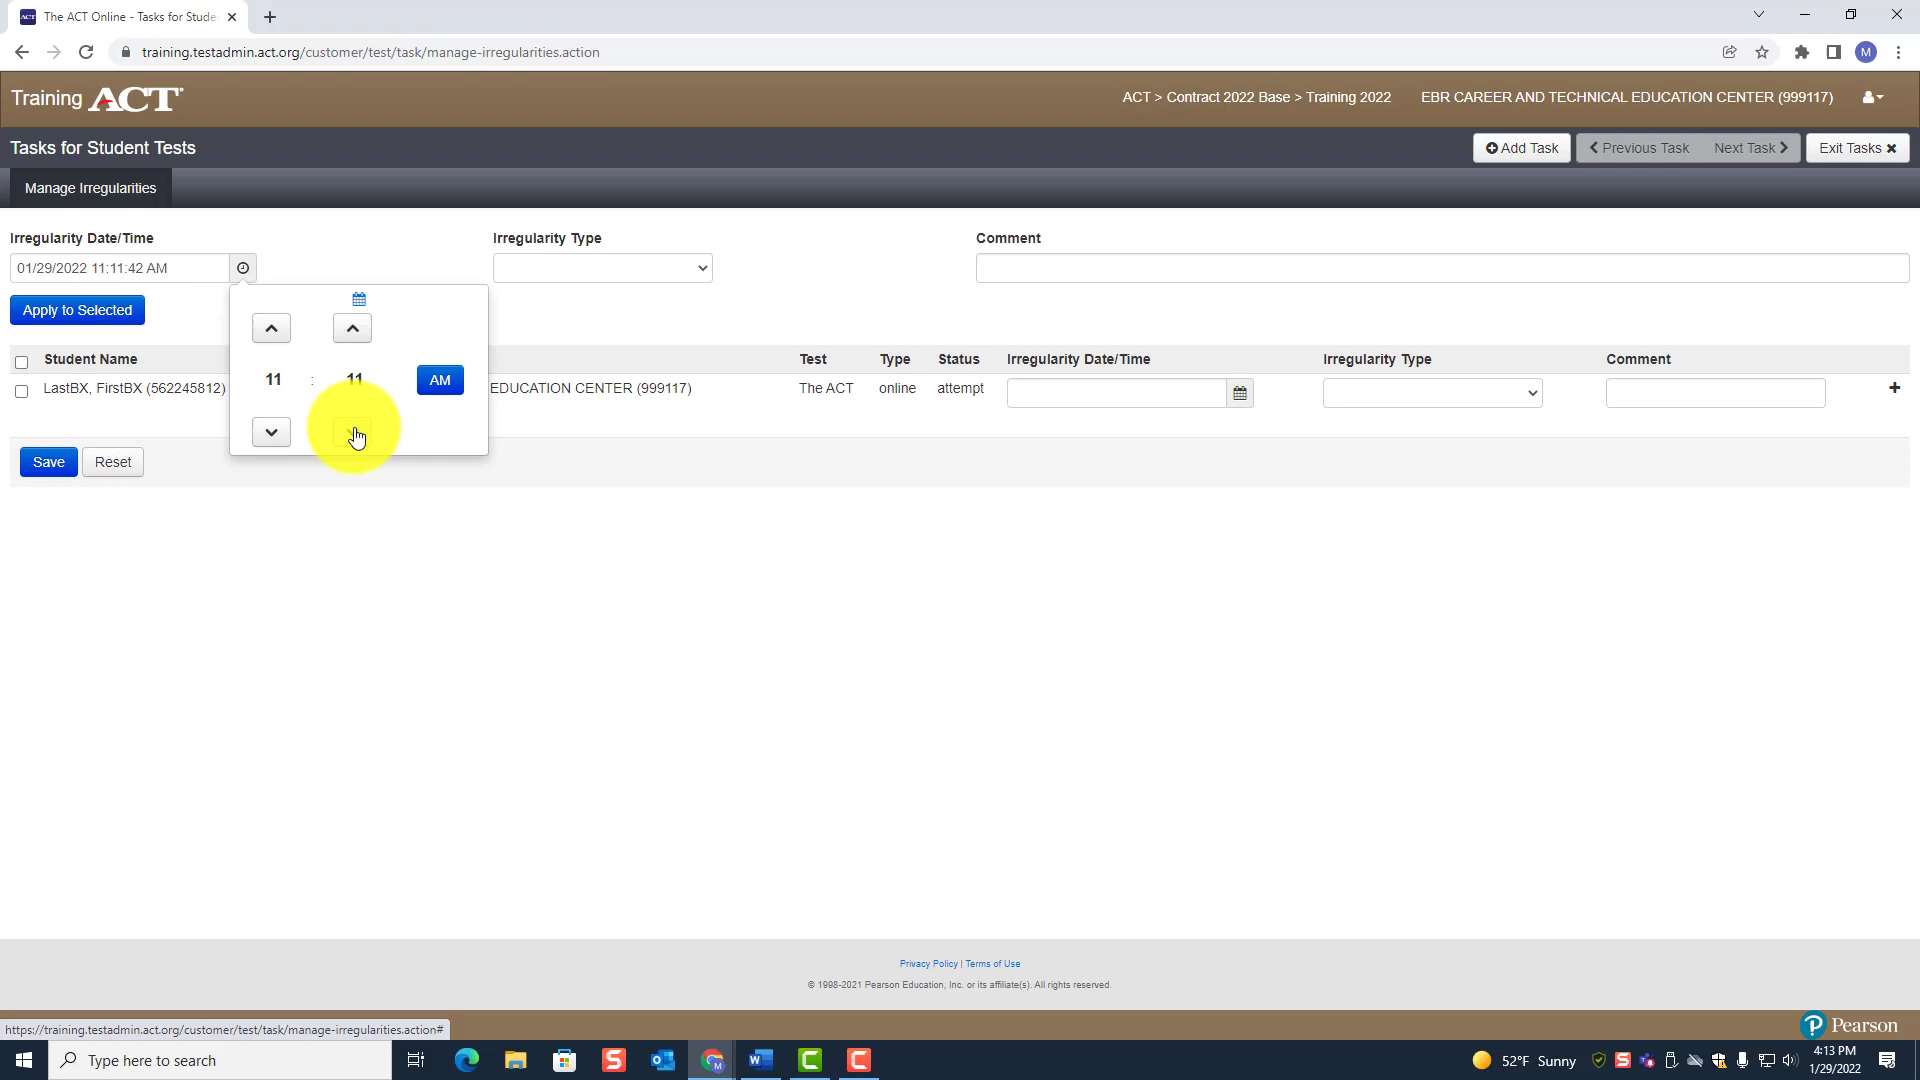 The ACT Online - Tasks for Stude
training.testadmin.act.org/customer/test/task/manage-irregularities.action
M
Training ACT
ACT > Contract 2022 Base > Training 2022
EBR CAREER AND TECHNICAL EDUCATION CENTER (999117)
Tasks for Student Tests
Add Task
Previous Task
Next Task
Exit Tasks
Manage Irregularities
Irregularity Date/Time
Irregularity Type
Comment
01/29/2022 11:11:42 AM
Apply to Selected
11 : 11 AM
Student Name
Test
Type
Status
Irregularity Date/Time
Irregularity Type
Comment
LastBX, FirstBX (562245812)
EDUCATION CENTER (999117)
The ACT
online
attempt
Save
Reset
Privacy Policy | Terms of Use
© 1998-2021 Pearson Education, Inc. or its affiliate(s). All rights reserved.
https://training.testadmin.act.org/customer/test/task/manage-irregularities.action#
Pearson
Type here to search
52°F Sunny
4:13 PM
1/29/2022